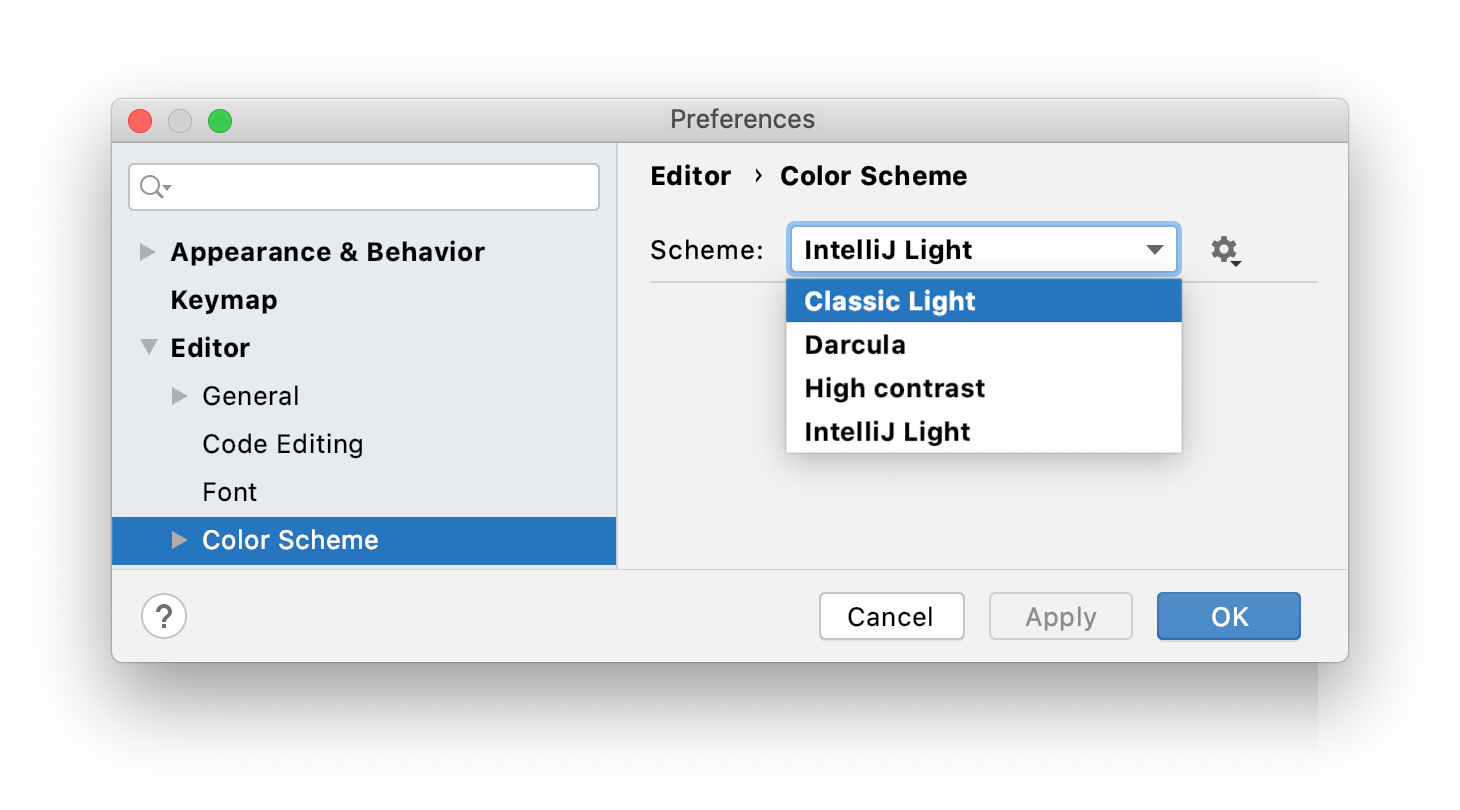 Preferences
Appearance & Behavior
Keymap
Editor
General
Code Editing
Font
Color Scheme
Editor › Color Scheme
Scheme: IntelliJ Light
Classic Light
Darcula
High contrast
IntelliJ Light
? Cancel Apply OK